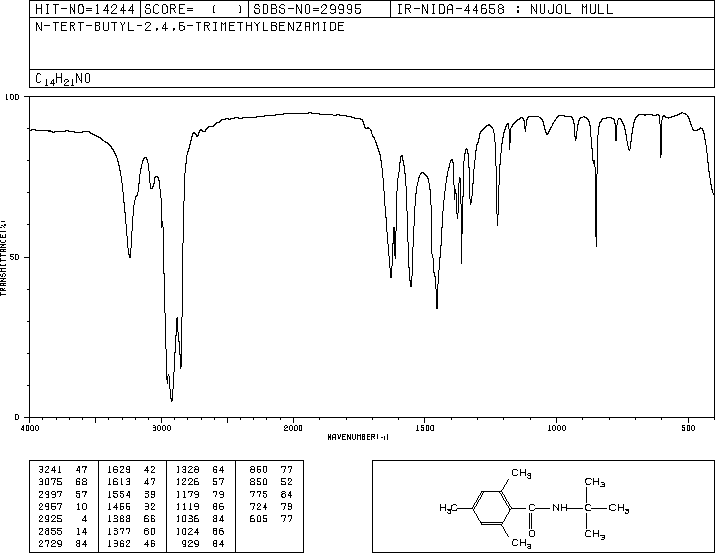 HIT-NO=14244 SCORE= ( ) SDBS-NO=29995 IR-NIDA-44658 : NUJOL MULL
N-TERT-BUTYL-2,4,6-TRIMETHYLBENZAMIDE
C14H21NO
100
50
0
TRANSMITTANCE(%)
4000 3000 2000 1500 1000 500
WAVENUMBER(-1)
3241 47 1629 42 1328 64 860 77
3075 68 1613 47 1226 57 850 52
2997 57 1554 39 1179 79 775 84
2957 10 1455 32 1119 86 724 79
2925 4 1388 66 1036 84 605 77
2855 14 1377 60 1024 86
2729 84 1362 46 929 84
CH3
CH3
H3C C NH C CH3
O CH3
CH3